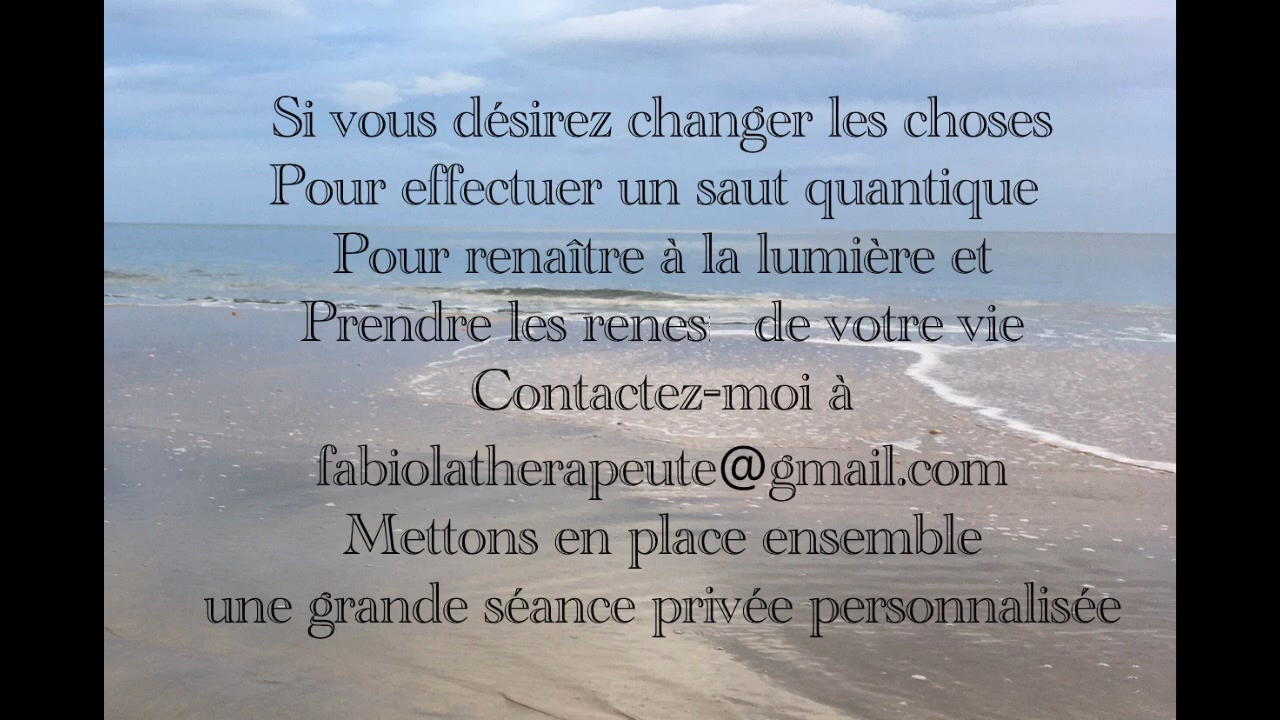 Si vous désirez changer les choses
Pour effectuer un saut quantique
Pour renaître à la lumière et
Prendre les renes de votre vie
Contactez-moi à
fabiolatherapeute@gmail.com
Mettons en place ensemble
une grande séance privée personnalisée